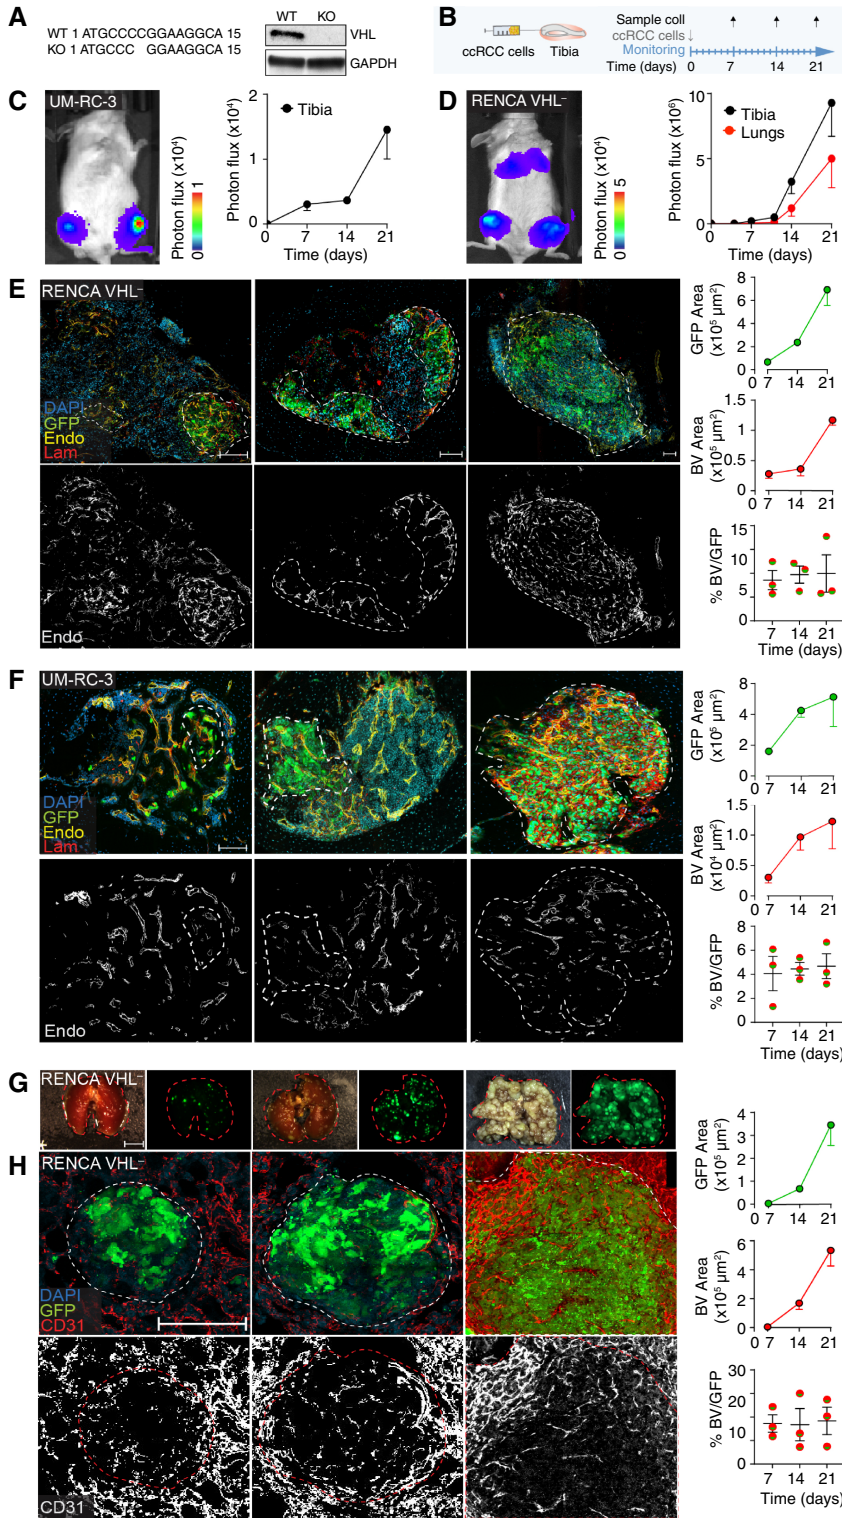 A
WT 1 ATGCCCCGGAAGGCA 15
KO 1 ATGCCC GGAAGGCA 15
WT KO
VHL
GAPDH
B
ccRCC cells Tibia
Sample coll
ccRCC cells
Monitoring
0 7 14 21
Time (days)
C
UM-RC-3
Photon flux (x10⁴)
0 1
Photon flux (x10⁴)
2
1
0
Tibia
0 7 14 21
Time (days)
D
RENCA VHL⁻
Photon flux (x10⁴)
0 5
Photon flux (x10⁶)
10
5
0
Tibia
Lungs
0 7 14 21
Time (days)
E
RENCA VHL⁻
DAPI
GFP
Endo
Lam
Endo
GFP Area
(x10⁵ µm²)
8
6
4
2
0
7 14 21
BV Area
(x10⁵ µm²)
1.5
1
0.5
0
7 14 21
% BV/GFP
15
10
5
0
7 14 21
Time (days)
F
UM-RC-3
DAPI
GFP
Endo
Lam
Endo
GFP Area
(x10⁵ µm²)
8
4
0
7 14 21
BV Area
(x10⁴ µm²)
1.5
1
0.5
0
7 14 21
% BV/GFP
8
6
4
2
0
7 14 21
Time (days)
G
RENCA VHL⁻
H
RENCA VHL⁻
DAPI
GFP
CD31
CD31
GFP Area
(x10⁵ µm²)
4
3
2
1
0
7 14 21
BV Area
(x10⁵ µm²)
6
4
2
0
7 14 21
% BV/GFP
30
20
10
0
7 14 21
Time (days)